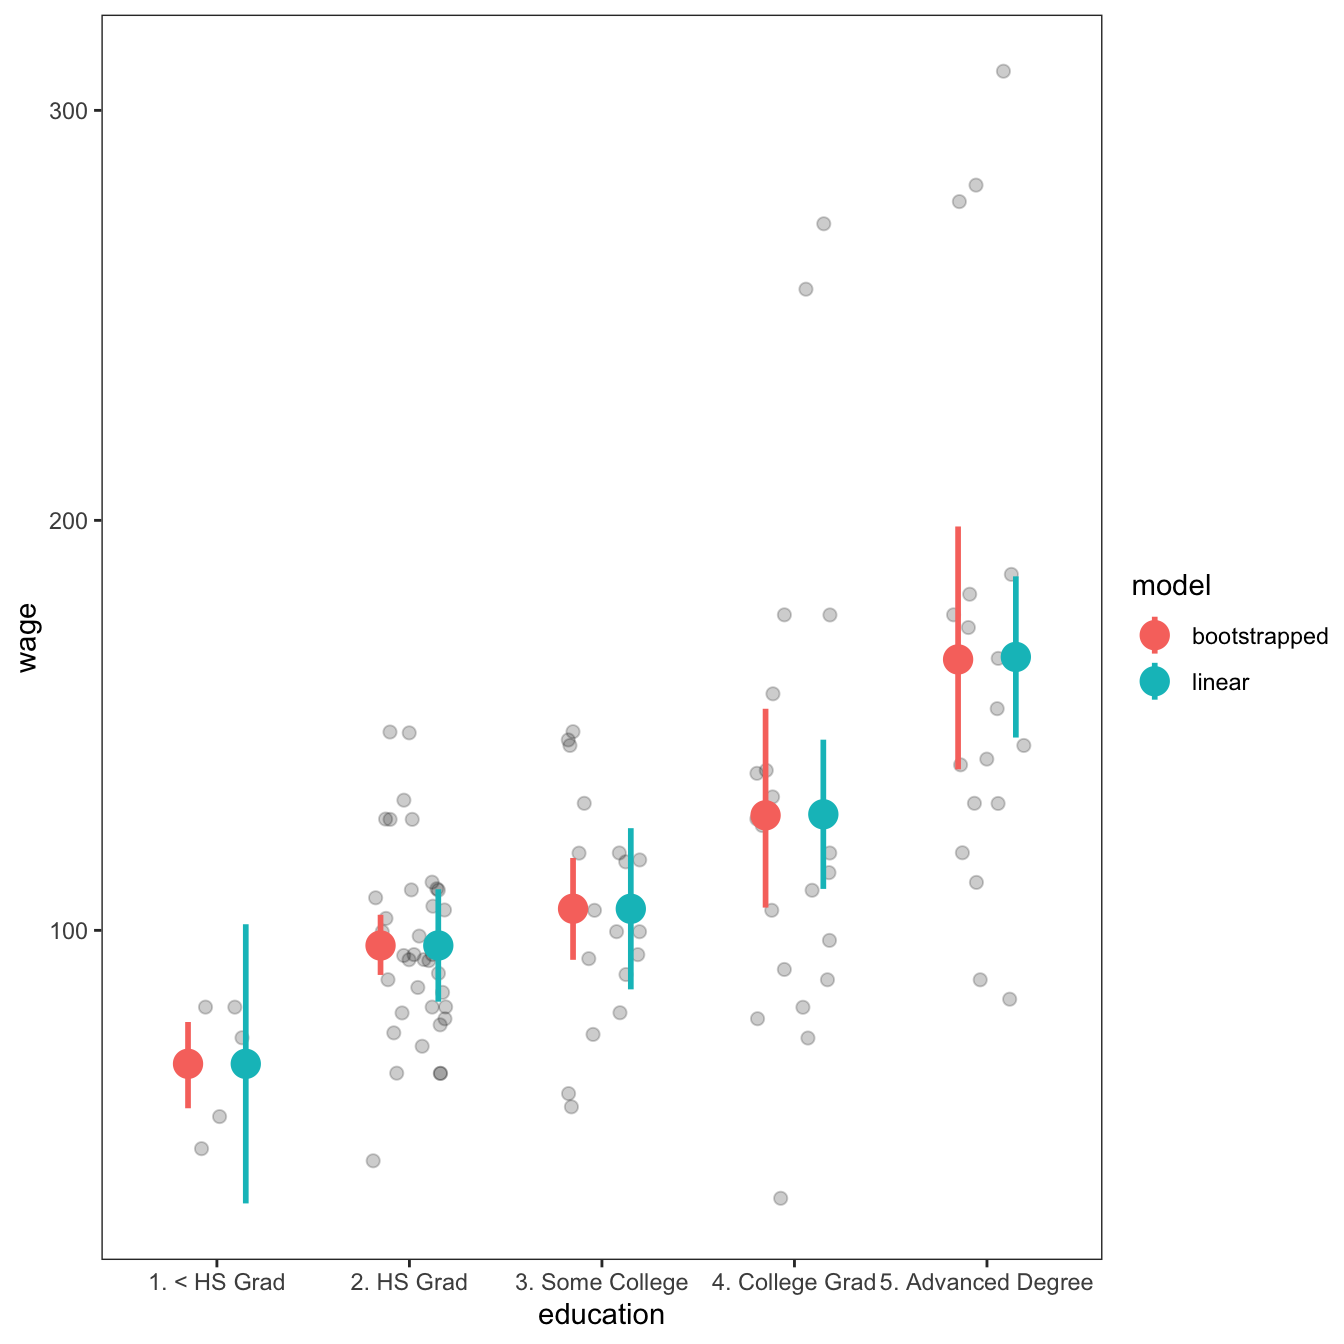 300
200
100
wage
1. < HS Grad
2. HS Grad
3. Some College
4. College Grad
5. Advanced Degree
education
model
bootstrapped
linear